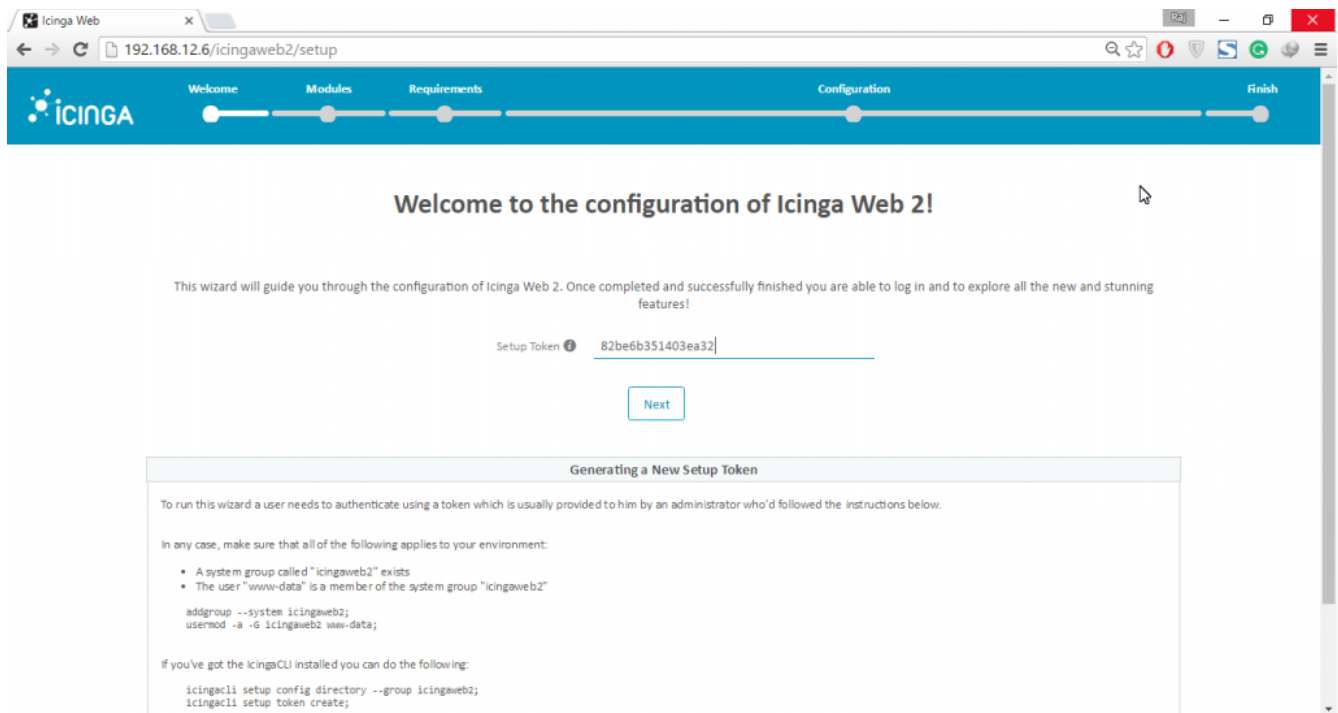 Icinga Web
Raj
192.168.12.6/icingaweb2/setup
ICINGA
Welcome
Modules
Requirements
Configuration
Finish
Welcome to the configuration of Icinga Web 2!
This wizard will guide you through the configuration of Icinga Web 2. Once completed and successfully finished you are able to log in and to explore all the new and stunning
features!
Setup Token
82be6b351403ea32
Next
Generating a New Setup Token
To run this wizard a user needs to authenticate using a token which is usually provided to him by an administrator who'd followed the instructions below.
In any case, make sure that all of the following applies to your environment:
• A system group called "icingaweb2" exists
• The user "www-data" is a member of the system group "icingaweb2"
addgroup --system icingaweb2;
usermod -a -G icingaweb2 www-data;
If you've got the IcingaCLI installed you can do the following:
icingacli setup config directory --group icingaweb2;
icingacli setup token create;